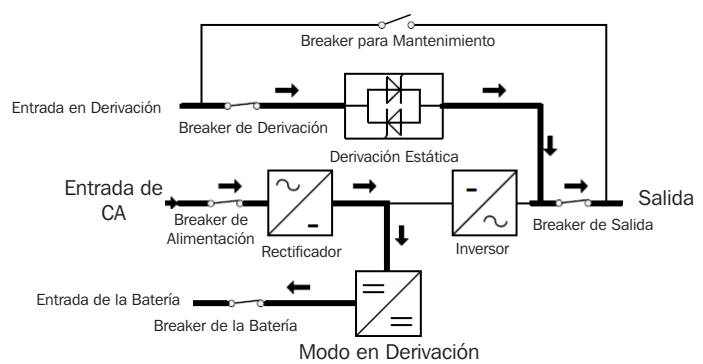 Breaker para Mantenimiento
Entrada en Derivación
Breaker de Derivación
Derivación Estática
Entrada de
CA
Breaker de
Alimentación
Rectificador
Inversor
Breaker de Salida
Salida
Entrada de la Batería
Breaker de la Batería
Modo en Derivación